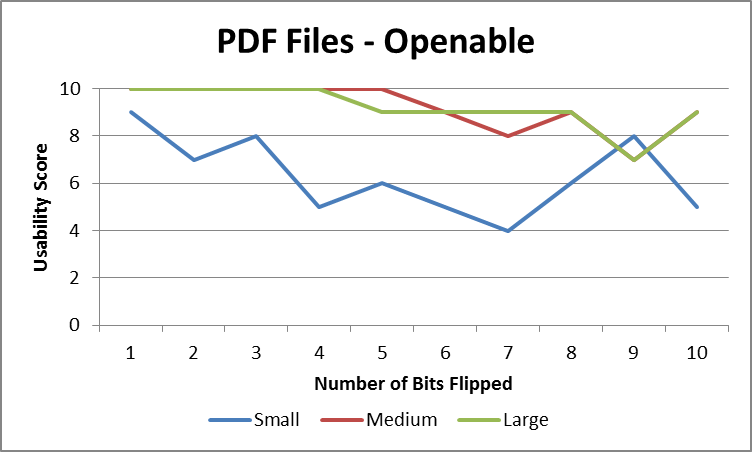 PDF Files - Openable
10
8
6
4
2
0
Usability Score
1 2 3 4 5 6 7 8 9 10
Number of Bits Flipped
Small Medium Large